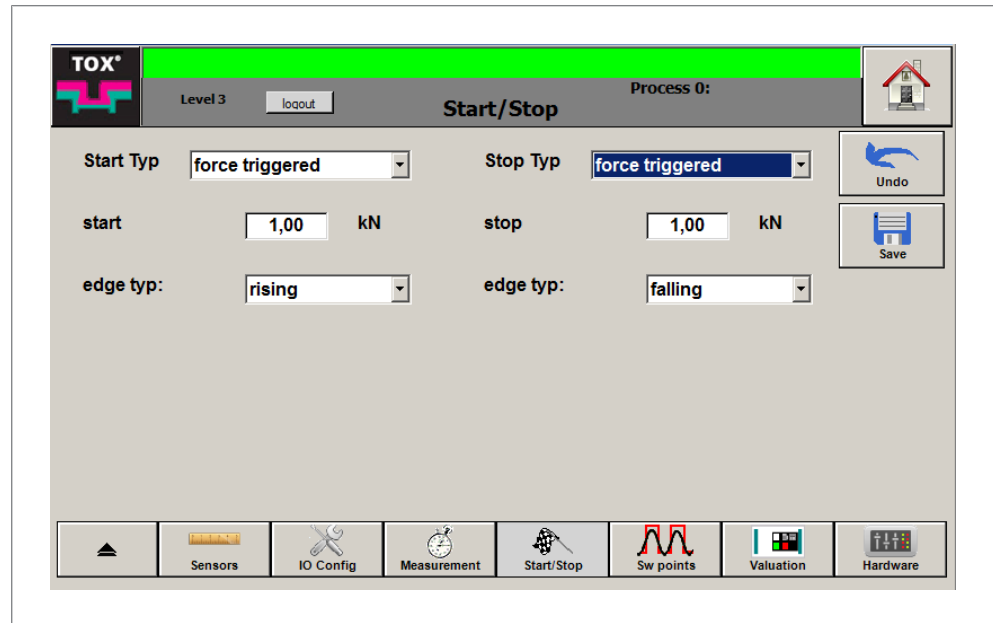 TOX®
Level 3 logout Start/Stop Process 0:
Start Typ force triggered Stop Typ force triggered
Undo
start 1,00 kN stop 1,00 kN
Save
edge typ: rising edge typ: falling
Sensors IO Config Measurement Start/Stop Sw points Valuation Hardware